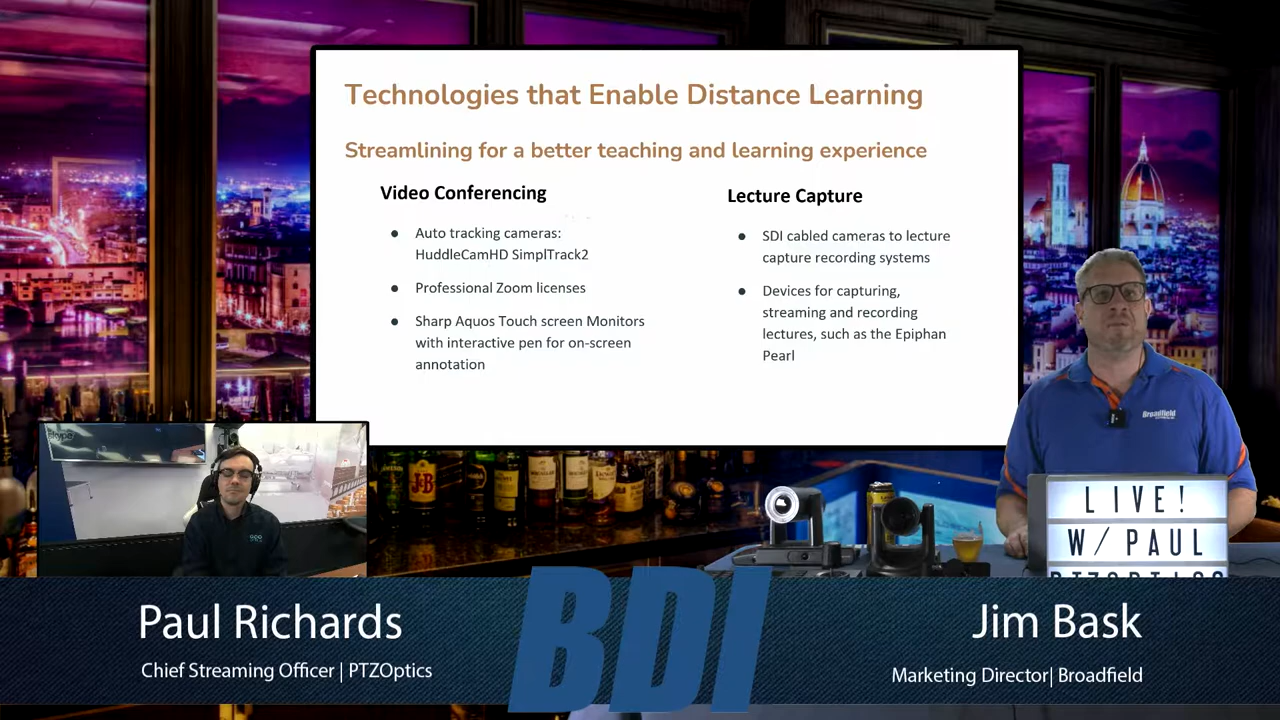 Technologies that Enable Distance Learning
Streamlining for a better teaching and learning experience
Video Conferencing
● Auto tracking cameras:
HuddleCamHD SimplTrack2
● Professional Zoom licenses
● Sharp Aquos Touch screen Monitors
with interactive pen for on-screen
annotation
Lecture Capture
● SDI cabled cameras to lecture
capture recording systems
● Devices for capturing,
streaming and recording
lectures, such as the Epiphan
Pearl
Skype
J&B
Broadfield
LIVE!
W/ PAUL
PTZOPTICS
Paul Richards
Chief Streaming Officer | PTZOptics
BDI
Jim Bask
Marketing Director| Broadfield